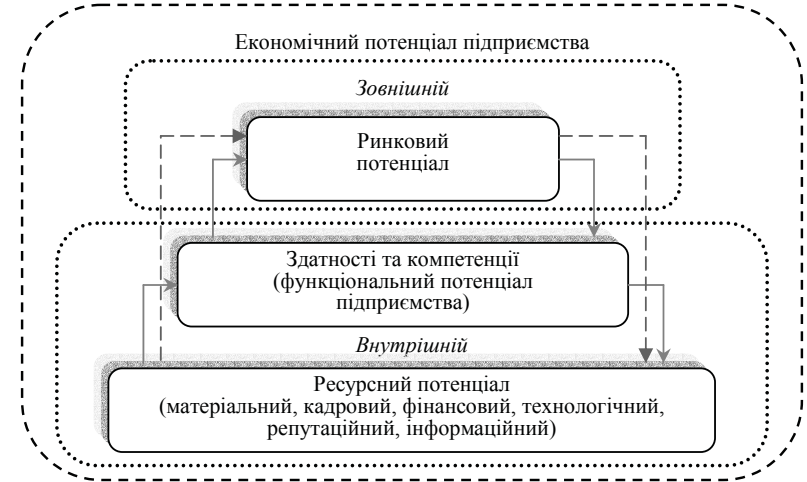 Економічний потенціал підприємства
Зовнішній
Ринковий
потенціал
Здатності та компетенції
(функціональний потенціал
підприємства)
Внутрішній
Ресурсний потенціал
(матеріальний, кадровий, фінансовий, технологічний,
репутаційний, інформаційний)